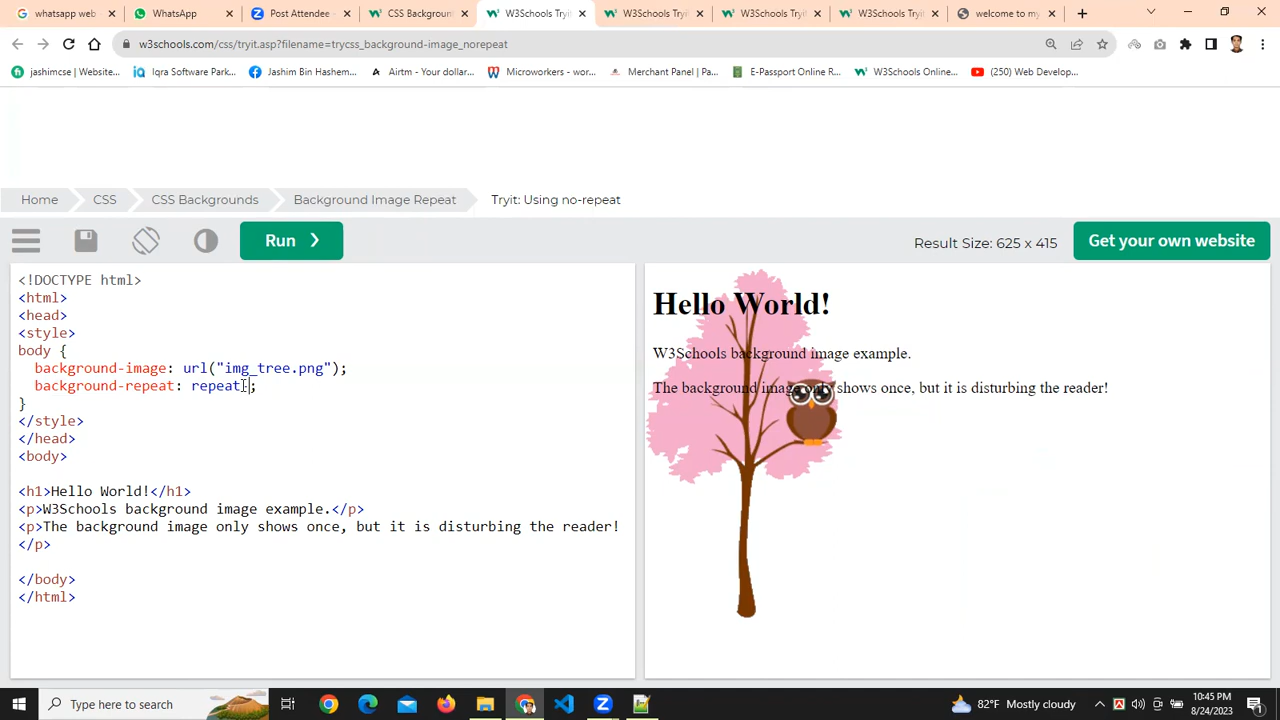 whatsapp web
WhatsApp
Post Attendee –
CSS Backgroun
W3Schools Tryit
W3Schools Tryit
W3Schools Tryit
W3Schools Tryit
welcome to my
w3schools.com/css/tryit.asp?filename=trycss_background-image_norepeat
jashimcse | Website...
Iqra Software Park...
Jashim Bin Hashem...
Airtm - Your dollar...
Microworkers - wor...
Merchant Panel | Pa...
E-Passport Online R...
W3Schools Online...
(250) Web Develop...
Home
CSS
CSS Backgrounds
Background Image Repeat
Tryit: Using no-repeat
Run ❯
Result Size: 625 x 415
Get your own website
<!DOCTYPE html>
<html>
<head>
<style>
body {
background-image: url("img_tree.png");
background-repeat: repeat ;
}
</style>
</head>
<body>
<h1>Hello World!</h1>
<p>W3Schools background image example.</p>
<p>The background image only shows once, but it is disturbing the reader!
</p>
</body>
</html>
Hello World!
W3Schools background image example.
The background image only shows once, but it is disturbing the reader!
Type here to search
82°F Mostly cloudy
10:45 PM
8/24/2023